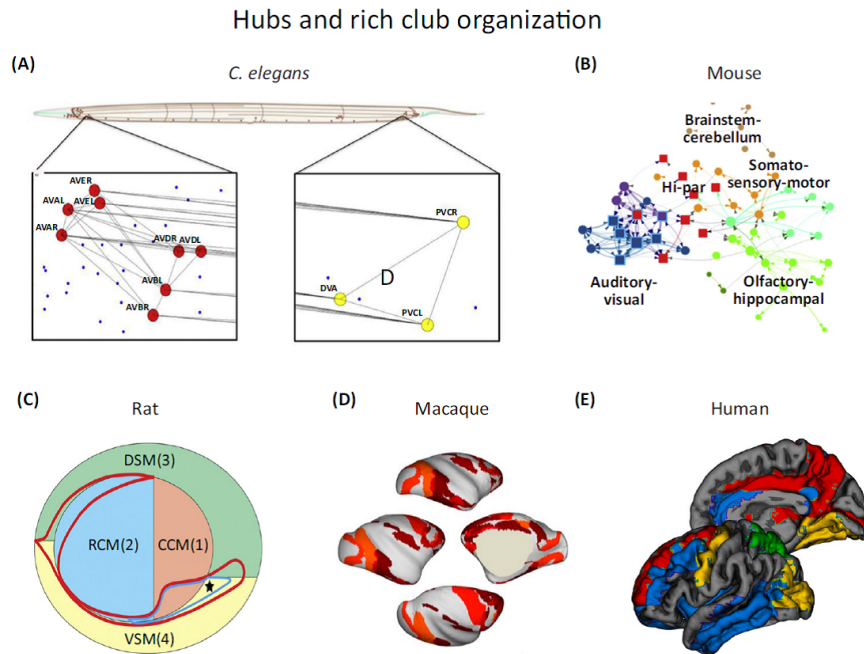 Hubs and rich club organization
(A)
C. elegans
AVER
AVAL
AVEL
AVAR
AVDR
AVDL
AVBL
AVBR
PVCR
D
DVA
PVCL
(B)
Mouse
Brainstem-
cerebellum
Somato-
sensory-motor
Hi-par
Auditory-
visual
Olfactory-
hippocampal
(C)
Rat
DSM(3)
RCM(2)
CCM(1)
VSM(4)
(D)
Macaque
(E)
Human